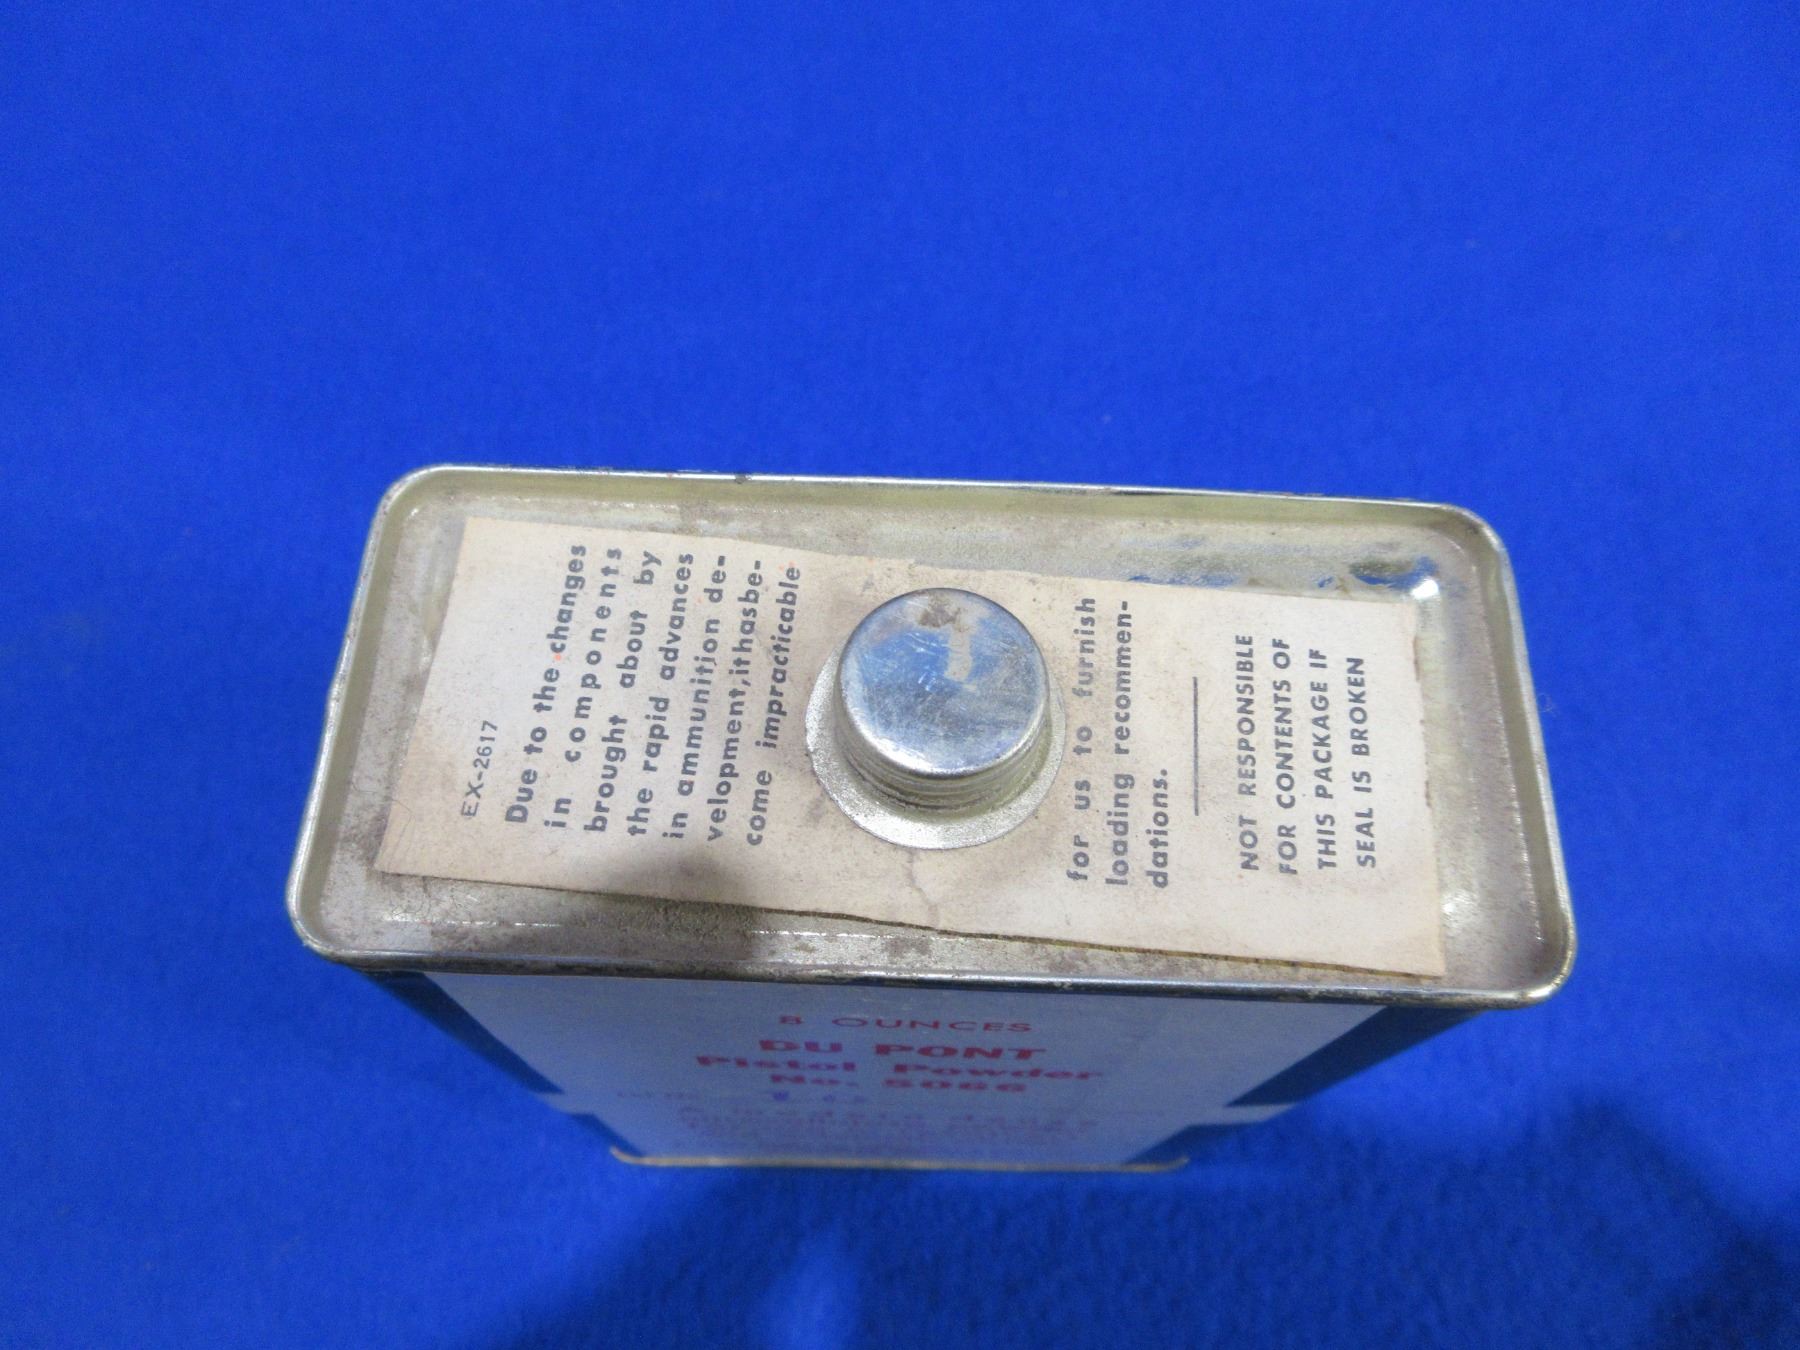 EX-2617
Due to the changes
in components
brought about by
the rapid advances
in ammunition de-
velopment, it has be-
come impracticable
for us to furnish
loading recommen-
dations.
NOT RESPONSIBLE
FOR CONTENTS OF
THIS PACKAGE IF
SEAL IS BROKEN
8 OUNCES
DU PONT
Pistol Powder
No. 5066